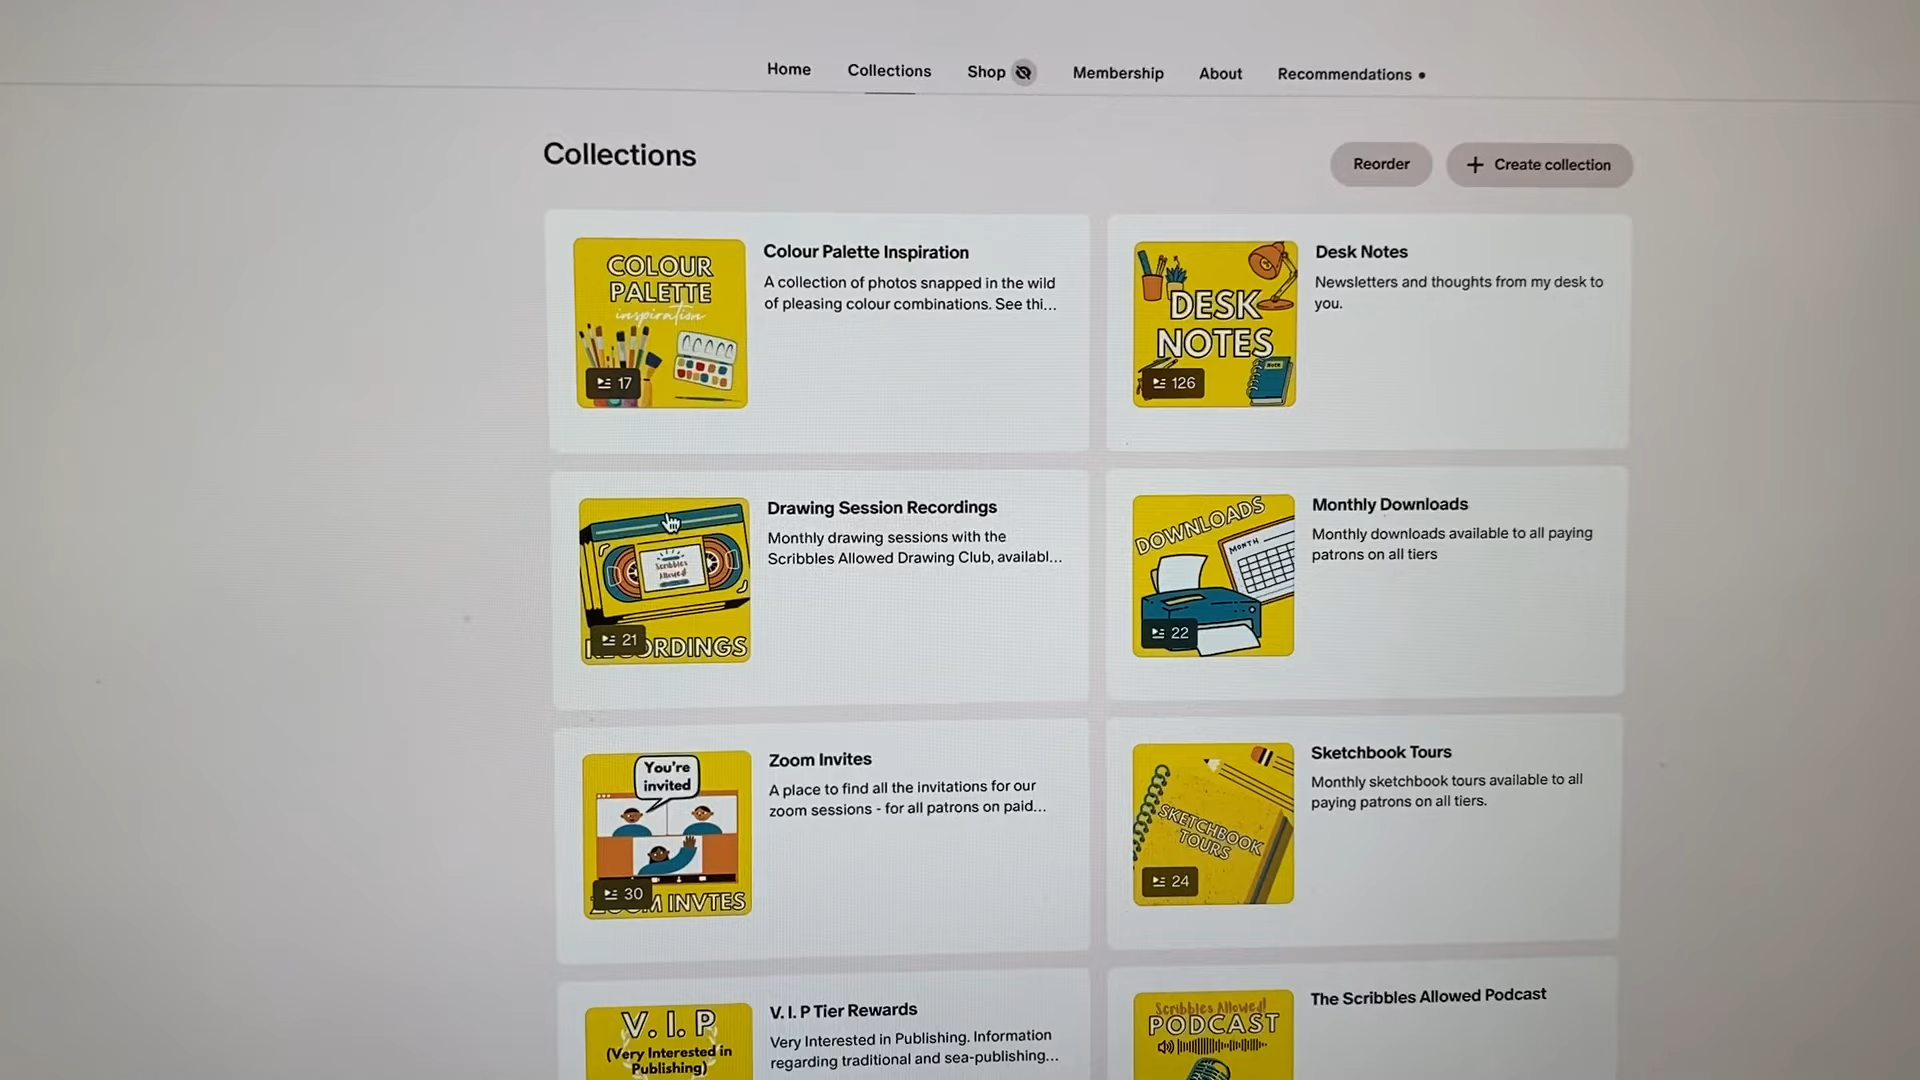 Home Collections Shop Membership About Recommendations
Collections
Reorder
+ Create collection
COLOUR
PALETTE
inspiration
17
Colour Palette Inspiration
A collection of photos snapped in the wild
of pleasing colour combinations. See thi...
DESK
NOTES
NOTE
126
Desk Notes
Newsletters and thoughts from my desk to
you.
Scribbles
Allowed!
21
RECORDINGS
Drawing Session Recordings
Monthly drawing sessions with the
Scribbles Allowed Drawing Club, availabl...
DOWNLOADS
MONTH
22
Monthly Downloads
Monthly downloads available to all paying
patrons on all tiers
You're
invited
30
ZOOM INVTES
Zoom Invites
A place to find all the invitations for our
zoom sessions - for all patrons on paid...
SKETCHBOOK
TOURS
24
Sketchbook Tours
Monthly sketchbook tours available to all
paying patrons on all tiers.
V. I. P
(Very Interested in
Publishing)
V. I. P Tier Rewards
Very Interested in Publishing. Information
regarding traditional and sea-publishing...
Scribbles Allowed!
PODCAST
The Scribbles Allowed Podcast